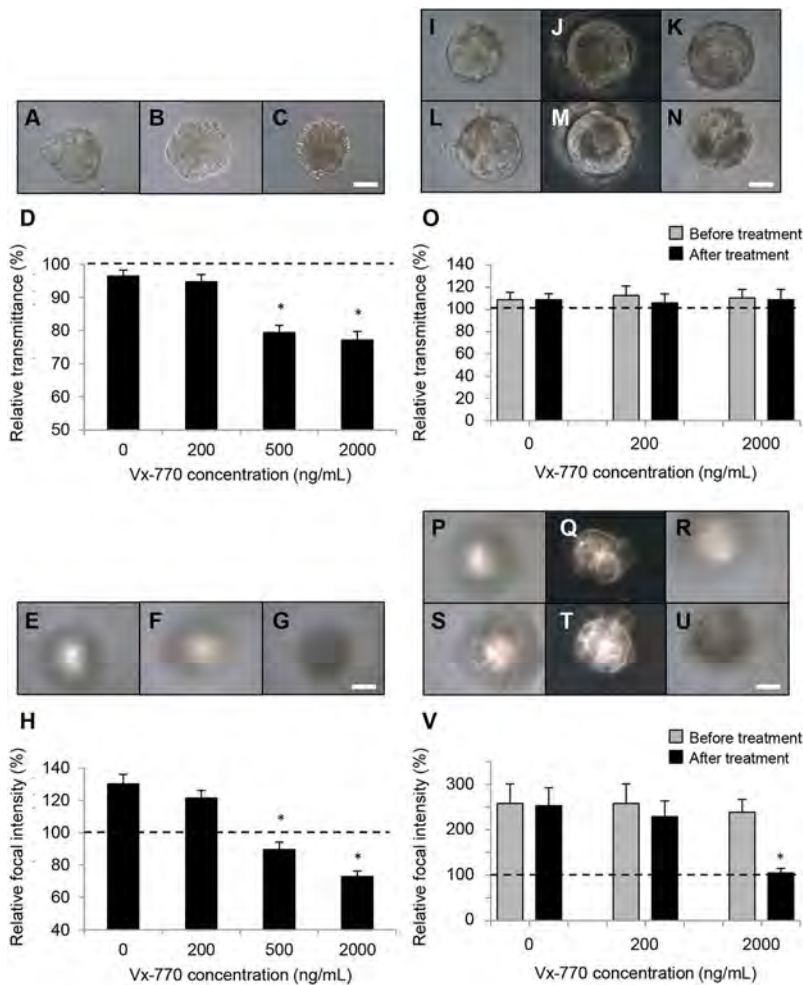 A
B
C
D
Relative transmittance (%)
100
90
80
70
60
50
*
*
0 200 500 2000
Vx-770 concentration (ng/mL)
E
F
G
H
Relative focal intensity (%)
140
120
100
80
60
40
*
*
0 200 500 2000
Vx-770 concentration (ng/mL)
I
J
K
L
M
N
O
Before treatment
After treatment
Relative transmittance (%)
140
120
100
80
60
40
20
0
0 200 2000
Vx-770 concentration (ng/mL)
P
Q
R
S
T
U
V
Before treatment
After treatment
Relative focal intensity (%)
300
250
200
100
100
0
*
0 200 2000
Vx-770 concentration (ng/mL)